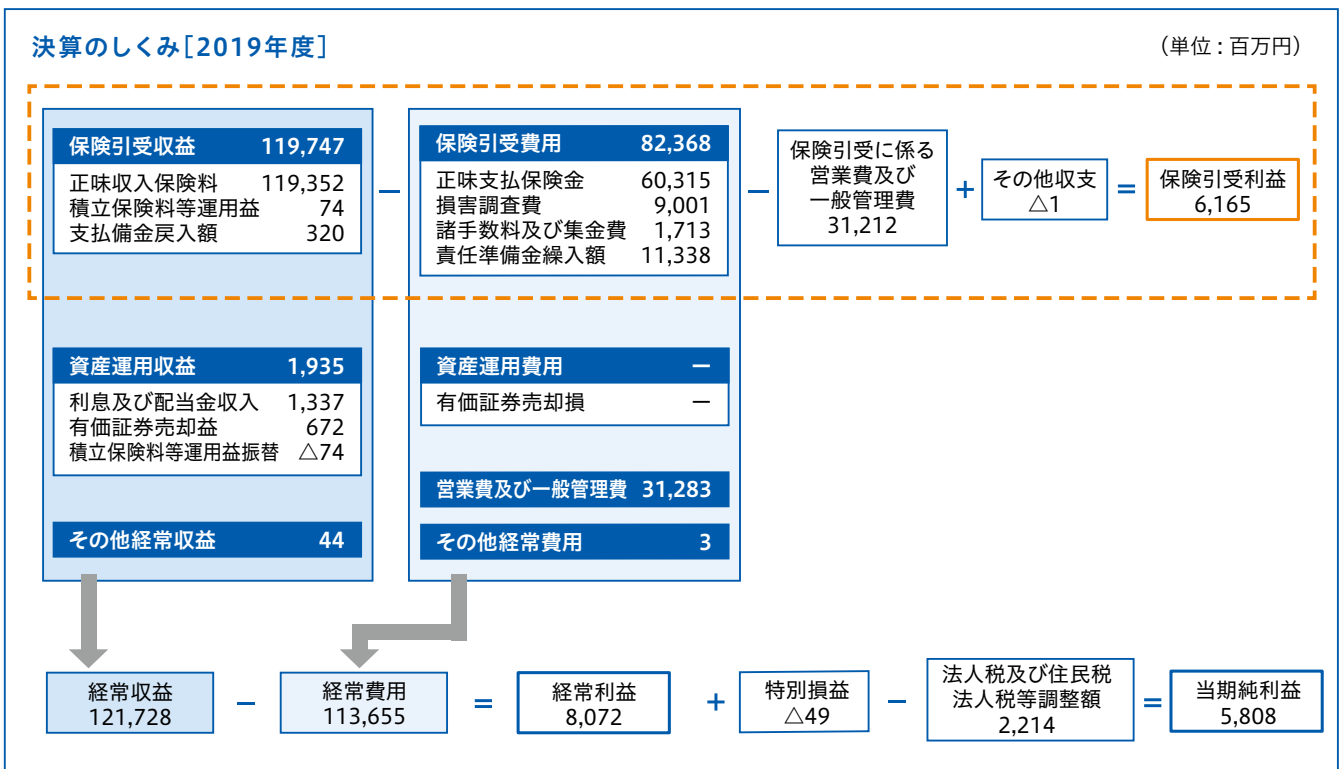 決算のしくみ[2019年度]
（単位：百万円）
保険引受収益 119,747
正味収入保険料 119,352
積立保険料等運用益 74
支払備金戻入額 320
－
保険引受費用 82,368
正味支払保険金 60,315
損害調査費 9,001
諸手数料及び集金費 1,713
責任準備金繰入額 11,338
－
保険引受に係る
営業費及び
一般管理費
31,212
＋
その他収支
△1
＝
保険引受利益
6,165
資産運用収益 1,935
利息及び配当金収入 1,337
有価証券売却益 672
積立保険料等運用益振替 △74
その他経常収益 44
資産運用費用 －
有価証券売却損 －
営業費及び一般管理費 31,283
その他経常費用 3
経常収益
121,728
－
経常費用
113,655
＝
経常利益
8,072
＋
特別損益
△49
－
法人税及び住民税
法人税等調整額
2,214
＝
当期純利益
5,808